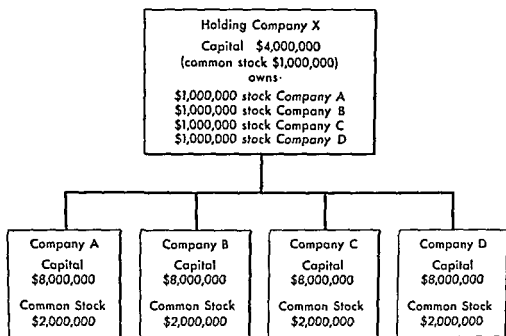 Holding Company X
Capital $4,000,000
(common stock $1,000,000)
owns·
$1,000,000 stock Company A
$1,000,000 stock Company B
$1,000,000 stock Company C
$1,000,000 stock Company D
Company A
Capital
$8,000,000
Common Stock
$2,000,000
Company B
Capital
$8,000,000
Common Stock
$2,000,000
Company C
Capital
$8,000,000
Common Stock
$2,000,000
Company D
Capital
$8,000,000
Common Stock
$2,000,000